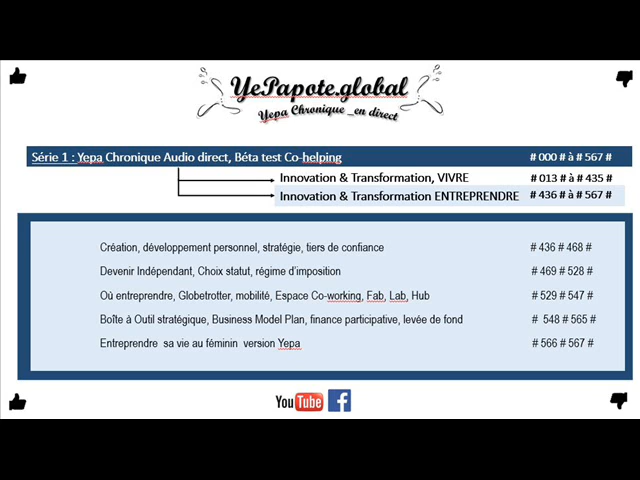 YePapote.global
Yepa Chronique _en direct
Série 1 : Yepa Chronique Audio direct, Béta test Co-helping # 000 # à # 567 #
Innovation & Transformation, VIVRE # 013 # à # 435 #
Innovation & Transformation ENTREPRENDRE # 436 # à # 567 #
Création, développement personnel, stratégie, tiers de confiance # 436 # 468 #
Devenir Indépendant, Choix statut, régime d'imposition # 469 # 528 #
Où entreprendre, Globetrotter, mobilité, Espace Co-working, Fab, Lab, Hub # 529 # 547 #
Boîte à Outil stratégique, Business Model Plan, finance participative, levée de fond # 548 # 565 #
Entreprendre sa vie au féminin version Yepa # 566 # 567 #
YouTube f